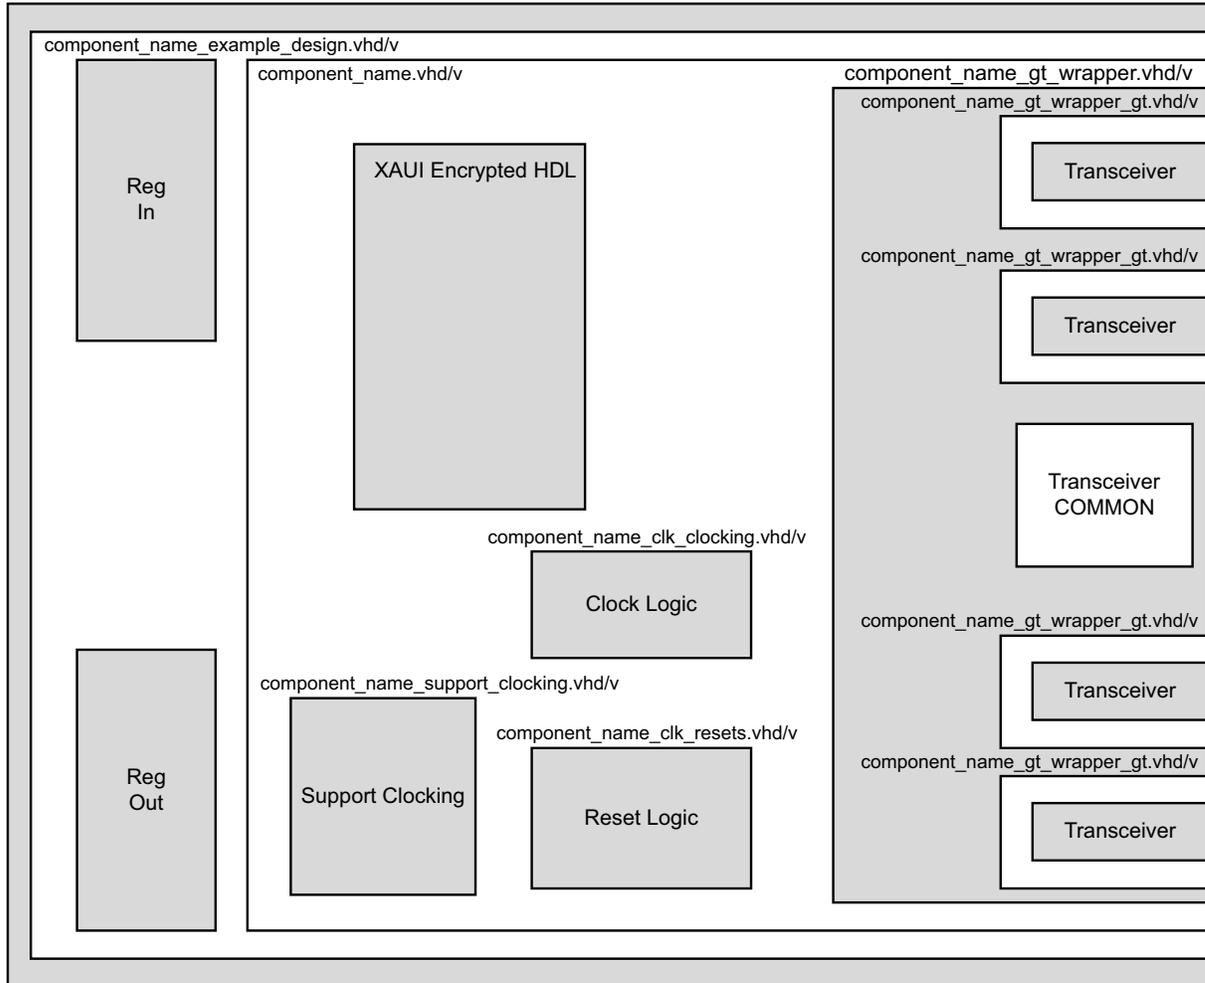 component_name_example_design.vhd/v
component_name.vhd/v
component_name_gt_wrapper.vhd/v
component_name_gt_wrapper_gt.vhd/v
Reg
In
XAUI Encrypted HDL
Transceiver
component_name_gt_wrapper_gt.vhd/v
Transceiver
Transceiver
COMMON
component_name_clk_clocking.vhd/v
Clock Logic
component_name_gt_wrapper_gt.vhd/v
Transceiver
component_name_support_clocking.vhd/v
component_name_clk_resets.vhd/v
Reg
Out
Support Clocking
Reset Logic
component_name_gt_wrapper_gt.vhd/v
Transceiver